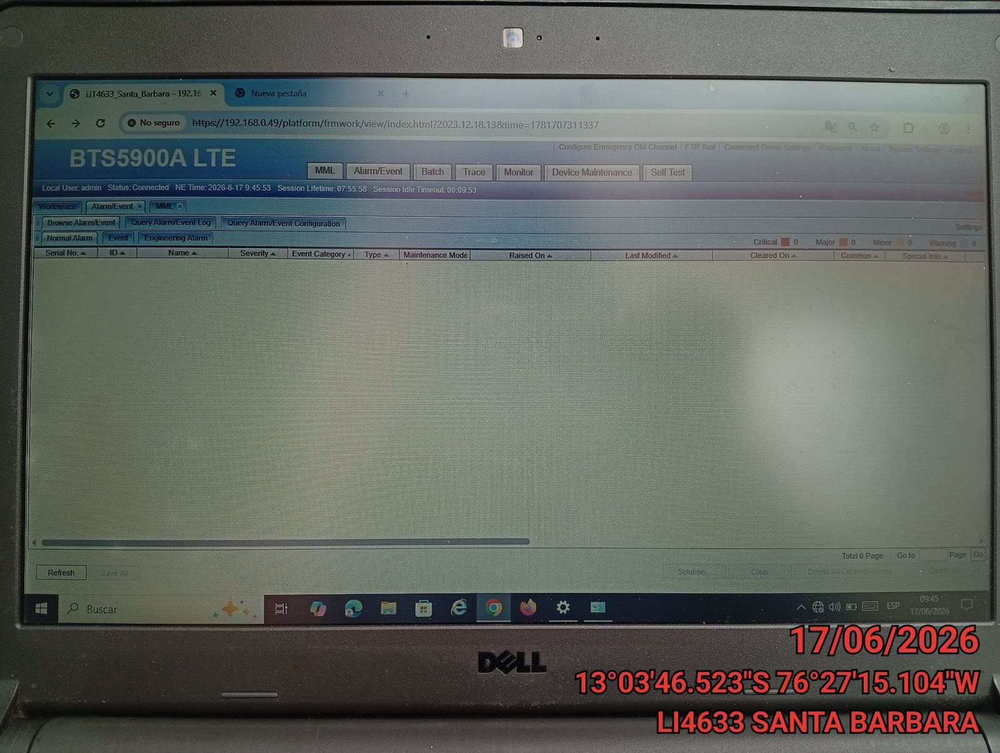 LIT4633_Santa_Barbara - 192.16
Nueva pestaña
No seguro https://192.168.0.49/platform/frmwork/view/index.html?2023.12.18.13&time=1781707311337
Configure Emergency OM Channel FTP Tool Command Group Settings Password About System Settings Logout
BTS5900A LTE
MML Alarm/Event Batch Trace Monitor Device Maintenance Self Test
Local User: admin Status: Connected NE Time: 2026-6-17 9:45:53 Session Lifetime: 07:55:58 Session Idle Timeout: 00:09:53
Workspace Alarm/Event MML
Browse Alarm/Event Query Alarm/Event Log Query Alarm/Event Configuration
Settings
Normal Alarm Event Engineering Alarm
Critical 0 Major 0 Minor 0 Warning 0
Serial No. ID Name Severity Event Category Type Maintenance Mode Raised On Last Modified Cleared On Common Special Info
Total 0 Page Go to Page Go
Refresh Save All Solution Clear Delete All Cleared Alarms Delete All
Buscar
ESP
09:45
17/06/2026
DELL
17/06/2026
13°03'46.523"S 76°27'15.104"W
LI4633 SANTA BARBARA